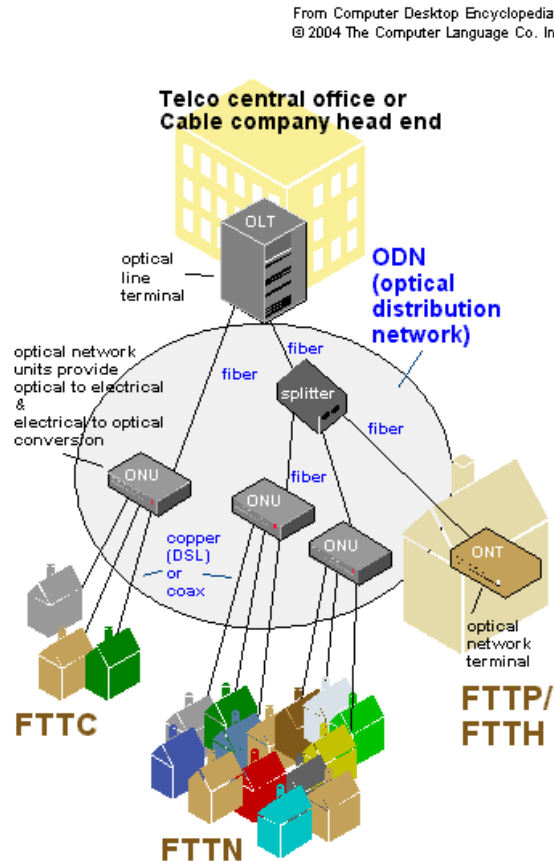 From Computer Desktop Encyclopedia
© 2004 The Computer Language Co. In
Telco central office or
Cable company head end
OLT
optical
line
terminal
ODN
(optical
distribution
network)
optical network
units provide
optical to electrical
&
electrical to optical
conversion
fiber
fiber
splitter
fiber
fiber
ONU
ONU
ONU
ONT
copper
(DSL)
or
coax
optical
network
terminal
FTTC
FTTP/
FTTH
FTTN